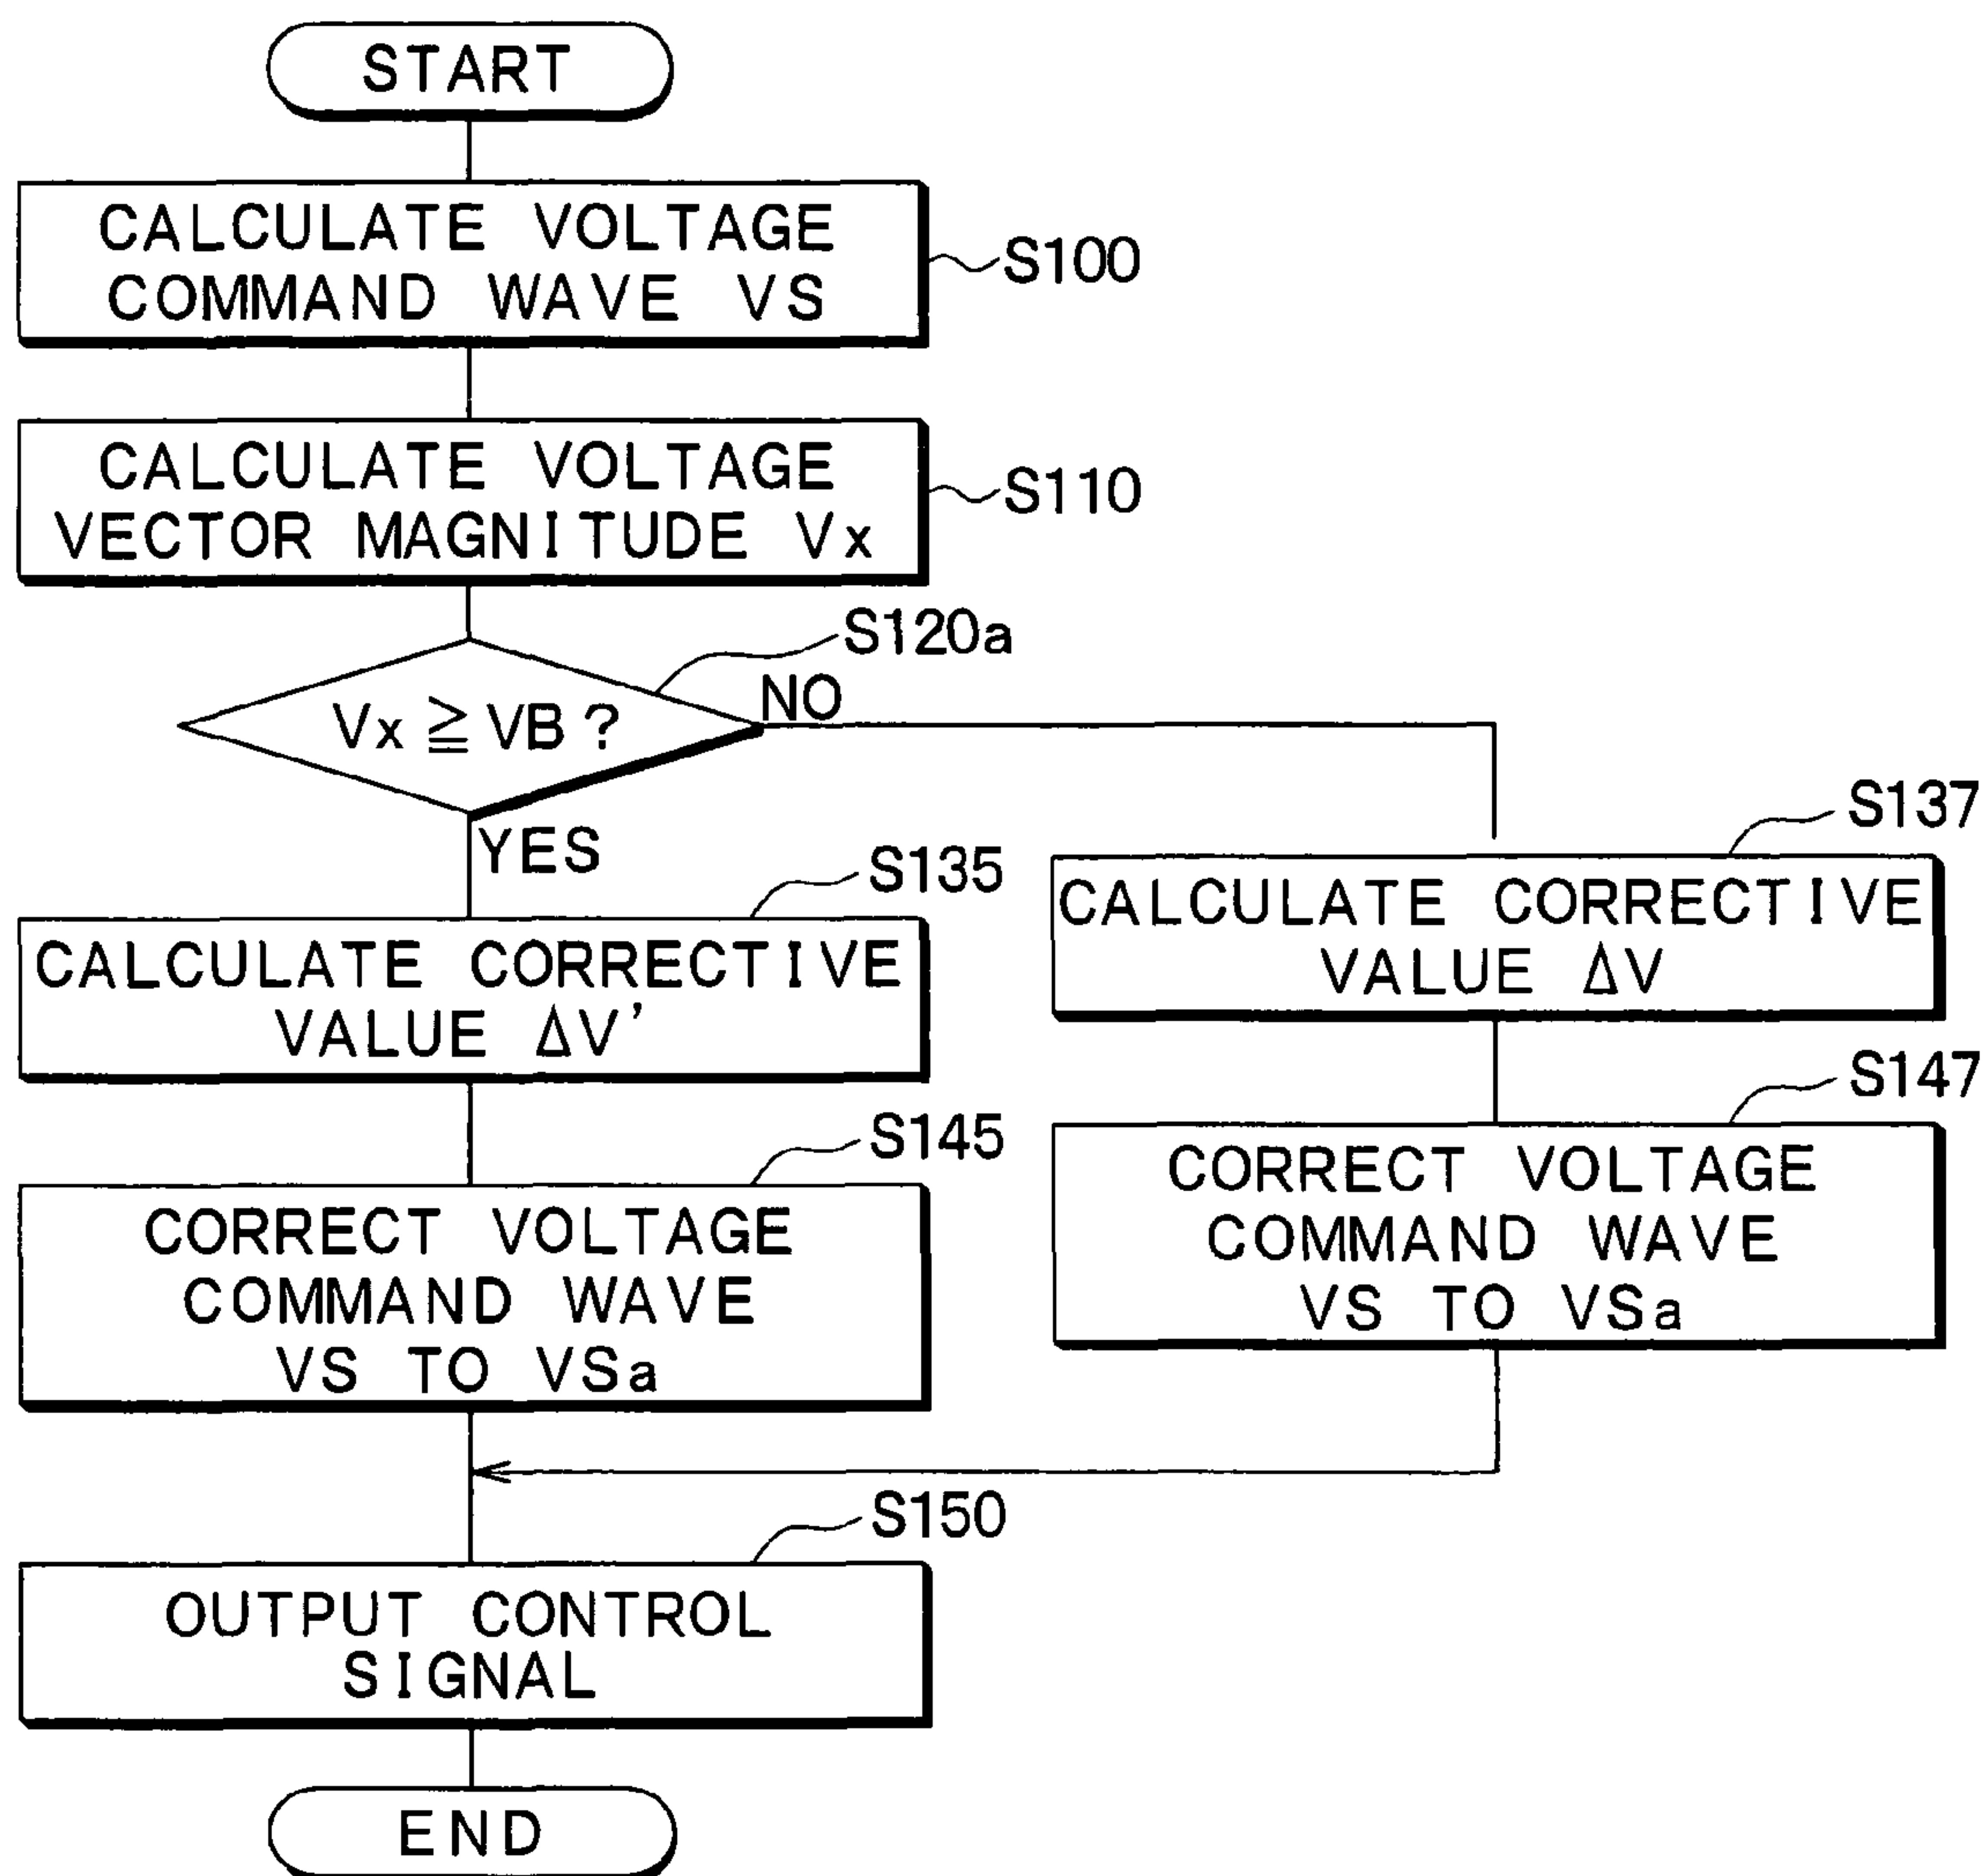 START
CALCULATE VOLTAGE
COMMAND WAVE VS
S100
CALCULATE VOLTAGE
VECTOR MAGNITUDE Vx
S110
S120a
Vx ≧ VB ?
NO
YES
S135
CALCULATE CORRECTIVE
VALUE ΔV'
S145
CORRECT VOLTAGE
COMMAND WAVE
VS TO VSa
S137
CALCULATE CORRECTIVE
VALUE ΔV
S147
CORRECT VOLTAGE
COMMAND WAVE
VS TO VSa
S150
OUTPUT CONTROL
SIGNAL
END